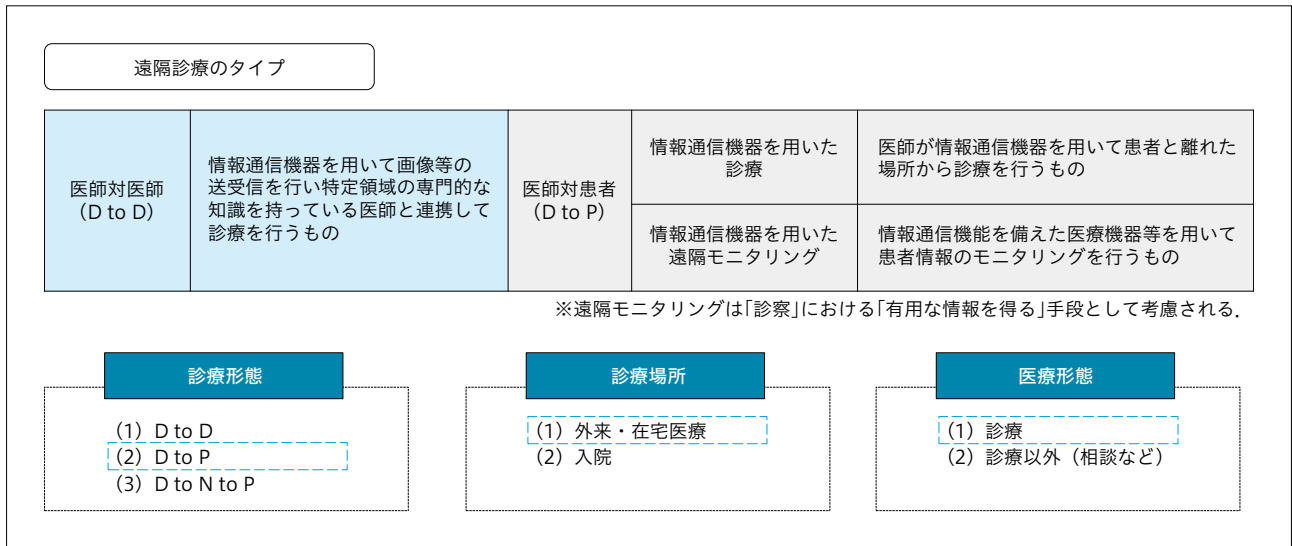 遠隔診療のタイプ
医師対医師
（D to D）
情報通信機器を用いて画像等の
送受信を行い特定領域の専門的な
知識を持っている医師と連携して
診療を行うもの
医師対患者
（D to P）
情報通信機器を用いた
診療
医師が情報通信機器を用いて患者と離れた
場所から診療を行うもの
情報通信機器を用いた
遠隔モニタリング
情報通信機能を備えた医療機器等を用いて
患者情報のモニタリングを行うもの
※遠隔モニタリングは「診察」における「有用な情報を得る」手段として考慮される．
診療形態
（1）D to D
（2）D to P
（3）D to N to P
診療場所
（1）外来・在宅医療
（2）入院
医療形態
（1）診療
（2）診療以外（相談など）